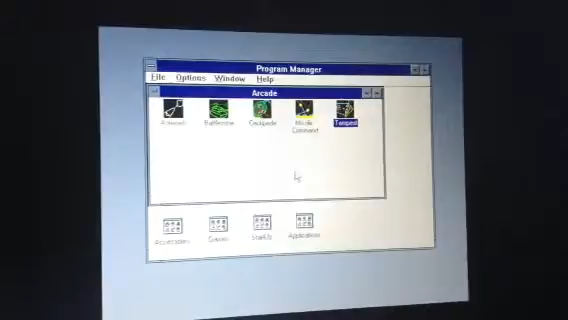 Program Manager
File Options Window Help
Arcade
Asteroids Battlezone Centipede Missile Command Tempest
Accessories Games StartUp Applications